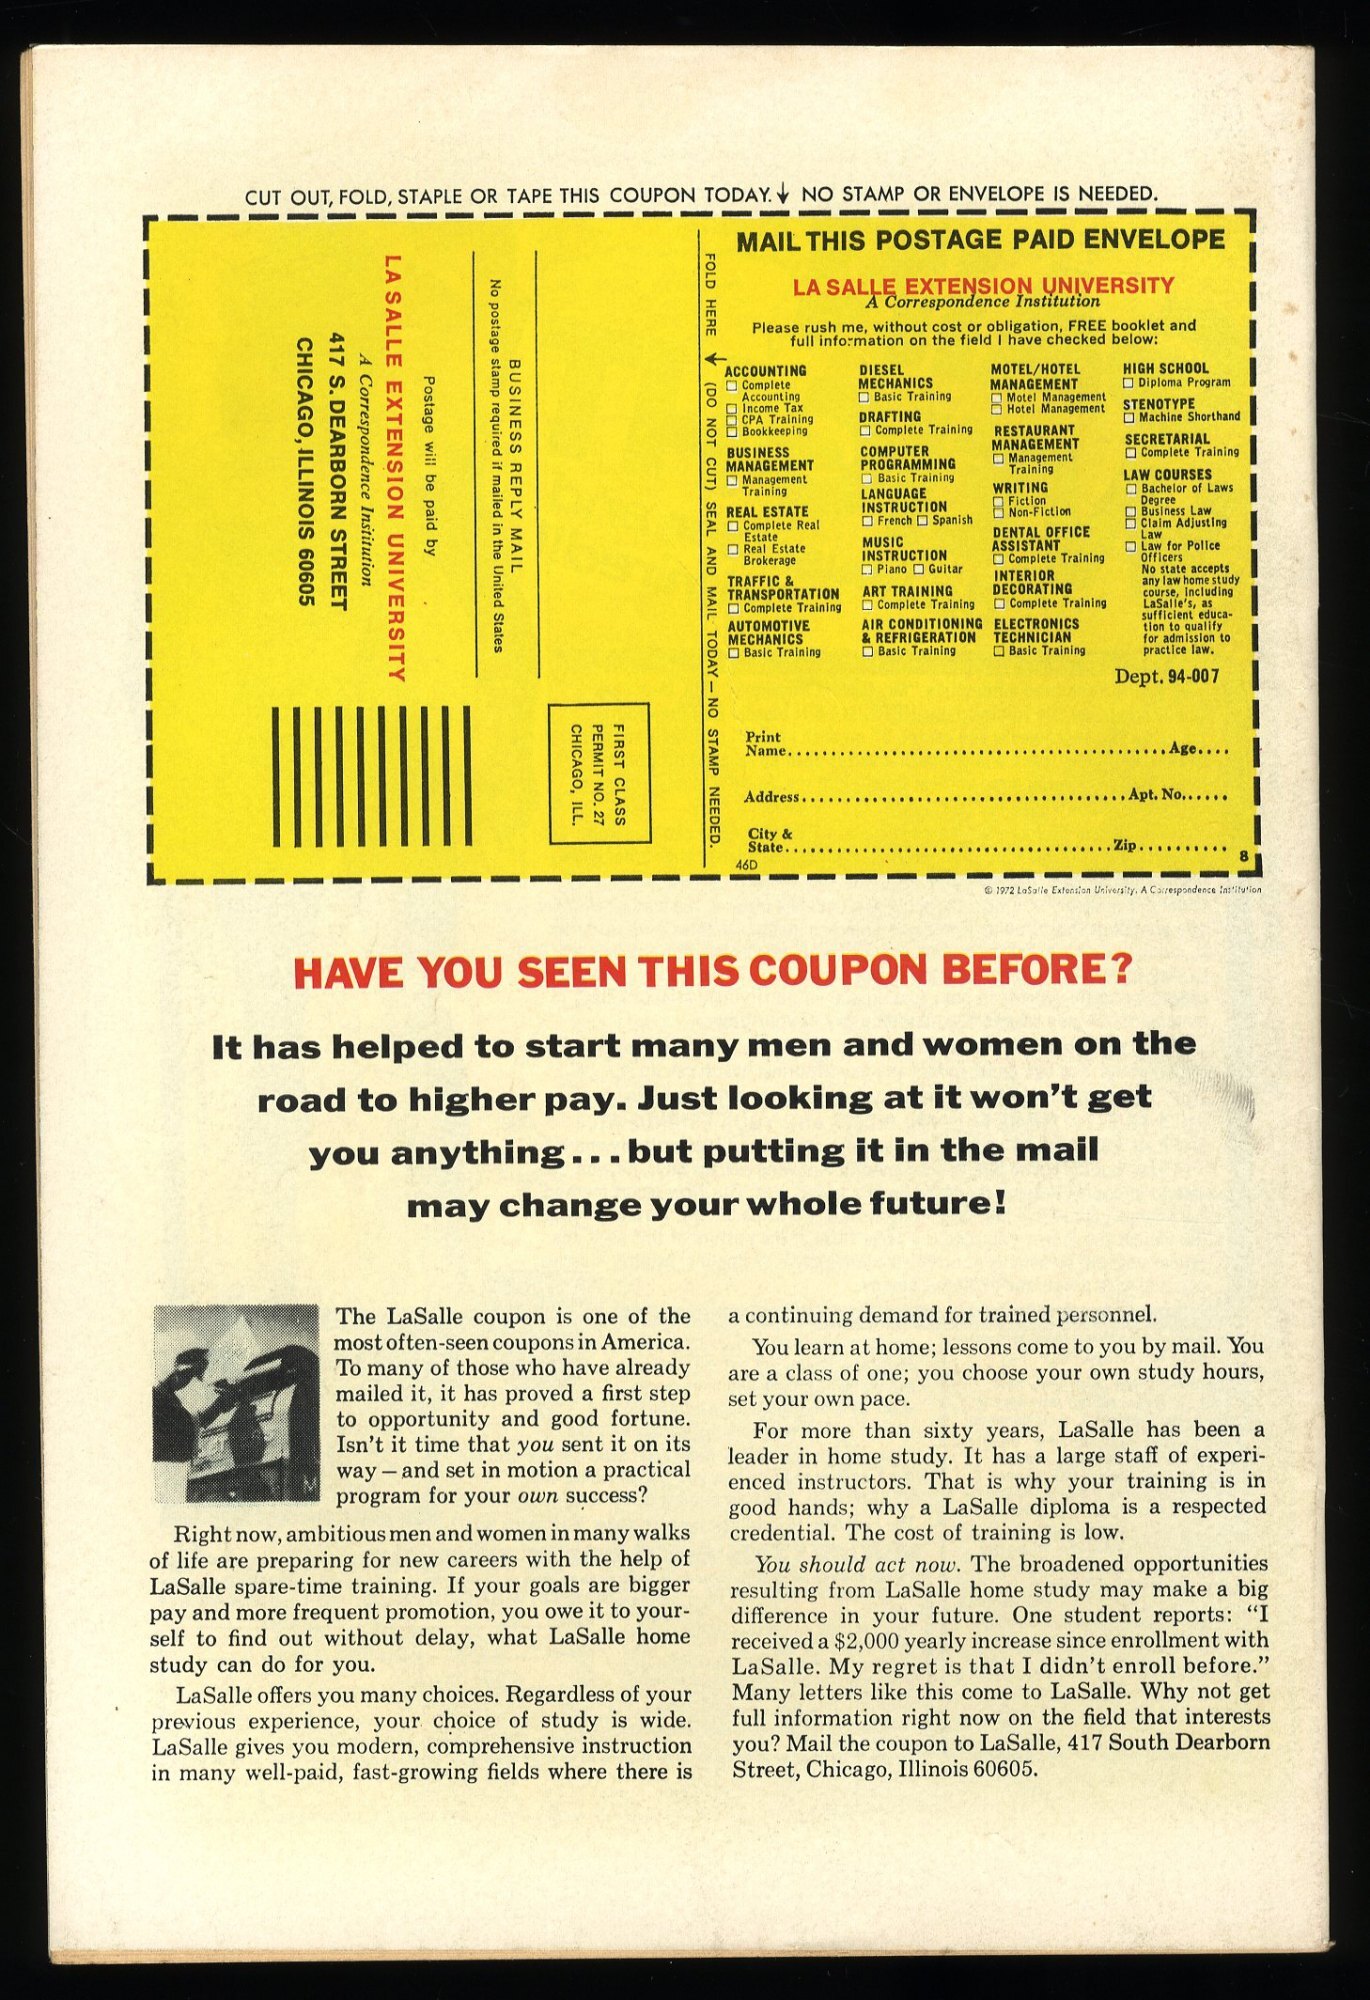 CUT OUT, FOLD, STAPLE OR TAPE THIS COUPON TODAY. ↓ NO STAMP OR ENVELOPE IS NEEDED.
LA SALLE EXTENSION UNIVERSITY
A Correspondence Institution
417 S. DEARBORN STREET
CHICAGO, ILLINOIS 60605
Postage will be paid by
BUSINESS REPLY MAIL
No postage stamp required if mailed in the United States
FIRST CLASS
PERMIT NO. 27
CHICAGO, ILL.
FOLD HERE → (DO NOT CUT) SEAL AND MAIL TODAY — NO STAMP NEEDED.
MAIL THIS POSTAGE PAID ENVELOPE
LA SALLE EXTENSION UNIVERSITY
A Correspondence Institution
Please rush me, without cost or obligation, FREE booklet and
full information on the field I have checked below:
ACCOUNTING
□ Complete
Accounting
□ Income Tax
□ CPA Training
□ Bookkeeping
BUSINESS
MANAGEMENT
□ Management
Training
REAL ESTATE
□ Complete Real
Estate
□ Real Estate
Brokerage
TRAFFIC &
TRANSPORTATION
□ Complete Training
AUTOMOTIVE
MECHANICS
□ Basic Training
DIESEL
MECHANICS
□ Basic Training
DRAFTING
□ Complete Training
COMPUTER
PROGRAMMING
□ Basic Training
LANGUAGE
INSTRUCTION
□ French □ Spanish
MUSIC
INSTRUCTION
□ Piano □ Guitar
ART TRAINING
□ Complete Training
AIR CONDITIONING
& REFRIGERATION
□ Basic Training
MOTEL/HOTEL
MANAGEMENT
□ Motel Management
□ Hotel Management
RESTAURANT
MANAGEMENT
□ Management
Training
WRITING
□ Fiction
□ Non-Fiction
DENTAL OFFICE
ASSISTANT
□ Complete Training
INTERIOR
DECORATING
□ Complete Training
ELECTRONICS
TECHNICIAN
□ Basic Training
HIGH SCHOOL
□ Diploma Program
STENOTYPE
□ Machine Shorthand
SECRETARIAL
□ Complete Training
LAW COURSES
□ Bachelor of Laws
Degree
□ Business Law
□ Claim Adjusting
Law
□ Law for Police
Officers
No state accepts
any law home study
course, including
LaSalle's, as
sufficient educa-
tion to qualify
for admission to
practice law.
Dept. 94-007
Print
Name........................................ Age....
Address.................................. Apt. No......
City &
State.................................. Zip..........
46D
8
© 1972 LaSalle Extension University, A Correspondence Institution
HAVE YOU SEEN THIS COUPON BEFORE?
It has helped to start many men and women on the
road to higher pay. Just looking at it won't get
you anything...but putting it in the mail
may change your whole future!
M
The LaSalle coupon is one of the
most often-seen coupons in America.
To many of those who have already
mailed it, it has proved a first step
to opportunity and good fortune.
Isn't it time that you sent it on its
way — and set in motion a practical
program for your own success?
Right now, ambitious men and women in many walks
of life are preparing for new careers with the help of
LaSalle spare-time training. If your goals are bigger
pay and more frequent promotion, you owe it to your-
self to find out without delay, what LaSalle home
study can do for you.
LaSalle offers you many choices. Regardless of your
previous experience, your choice of study is wide.
LaSalle gives you modern, comprehensive instruction
in many well-paid, fast-growing fields where there is
a continuing demand for trained personnel.
You learn at home; lessons come to you by mail. You
are a class of one; you choose your own study hours,
set your own pace.
For more than sixty years, LaSalle has been a
leader in home study. It has a large staff of experi-
enced instructors. That is why your training is in
good hands; why a LaSalle diploma is a respected
credential. The cost of training is low.
You should act now. The broadened opportunities
resulting from LaSalle home study may make a big
difference in your future. One student reports: "I
received a $2,000 yearly increase since enrollment with
LaSalle. My regret is that I didn't enroll before."
Many letters like this come to LaSalle. Why not get
full information right now on the field that interests
you? Mail the coupon to LaSalle, 417 South Dearborn
Street, Chicago, Illinois 60605.